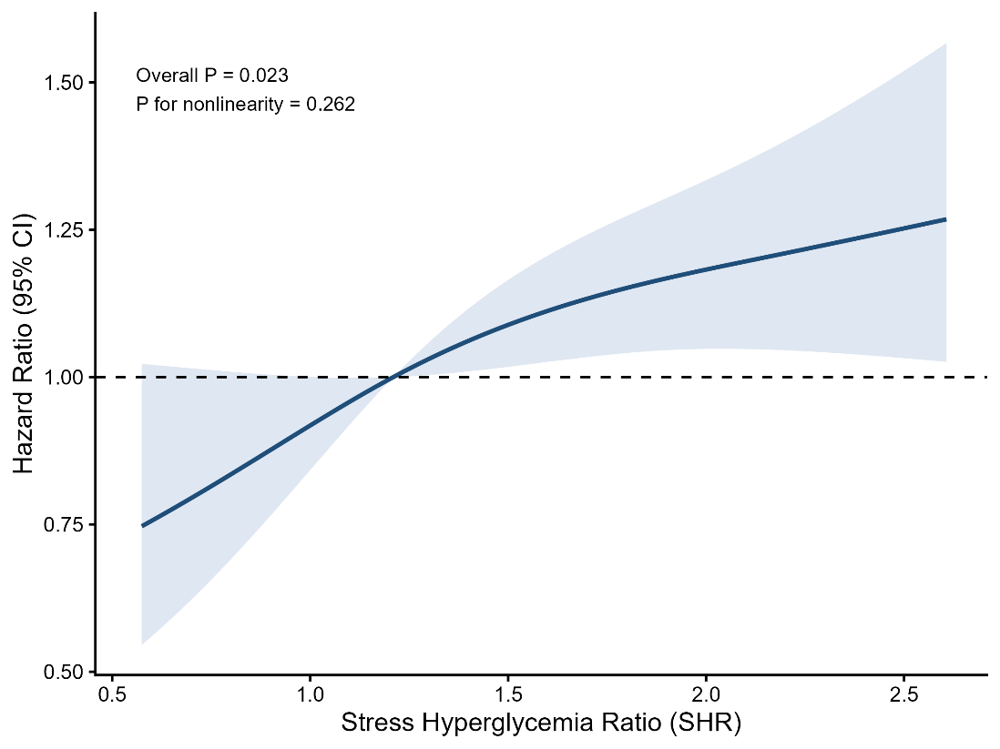 Overall P = 0.023
P for nonlinearity = 0.262
Hazard Ratio (95% CI)
1.50
1.25
1.00
0.75
0.50
0.5
1.0
1.5
2.0
2.5
Stress Hyperglycemia Ratio (SHR)